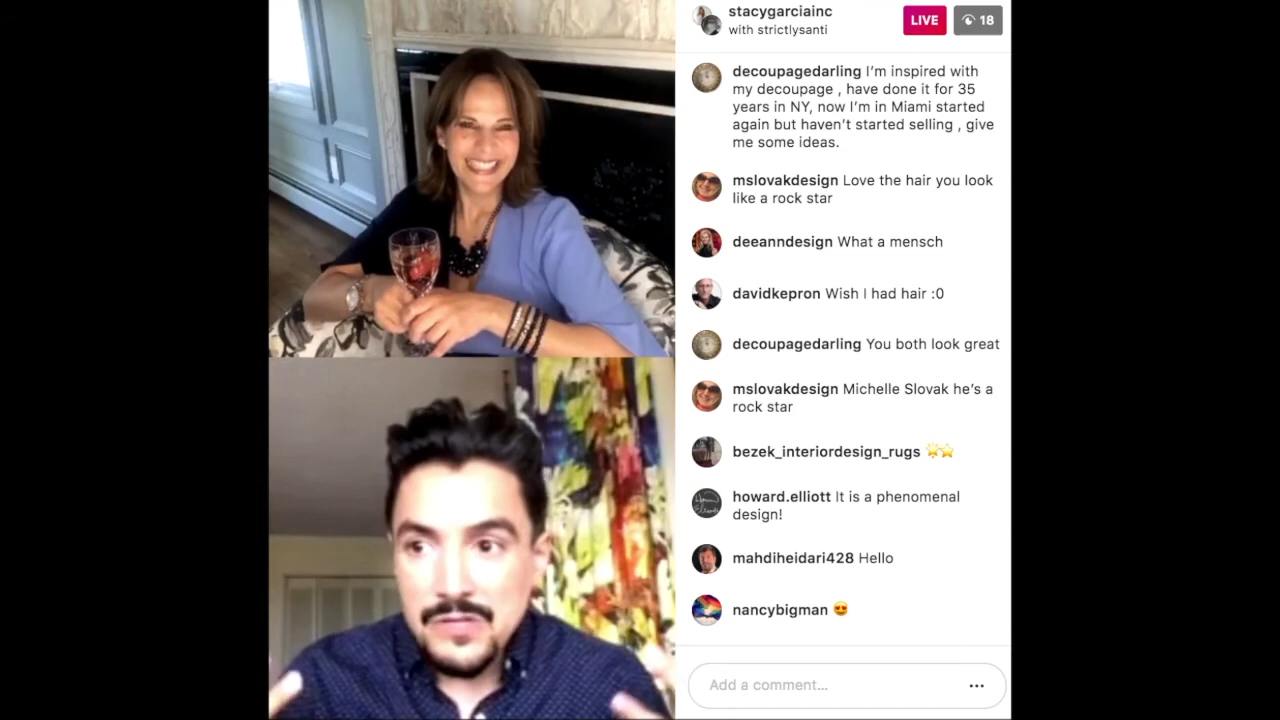 stacygarciainc
with strictlysanti
LIVE
18
decoupagedarling I'm inspired with
my decoupage , have done it for 35
years in NY, now I'm in Miami started
again but haven't started selling , give
me some ideas.
mslovakdesign Love the hair you look
like a rock star
deeanndesign What a mensch
davidkepron Wish I had hair :0
decoupagedarling You both look great
mslovakdesign Michelle Slovak he's a
rock star
bezek_interiordesign_rugs 🌟⭐
howard.elliott It is a phenomenal
design!
mahdiheidari428 Hello
nancybigman 😍
Add a comment...